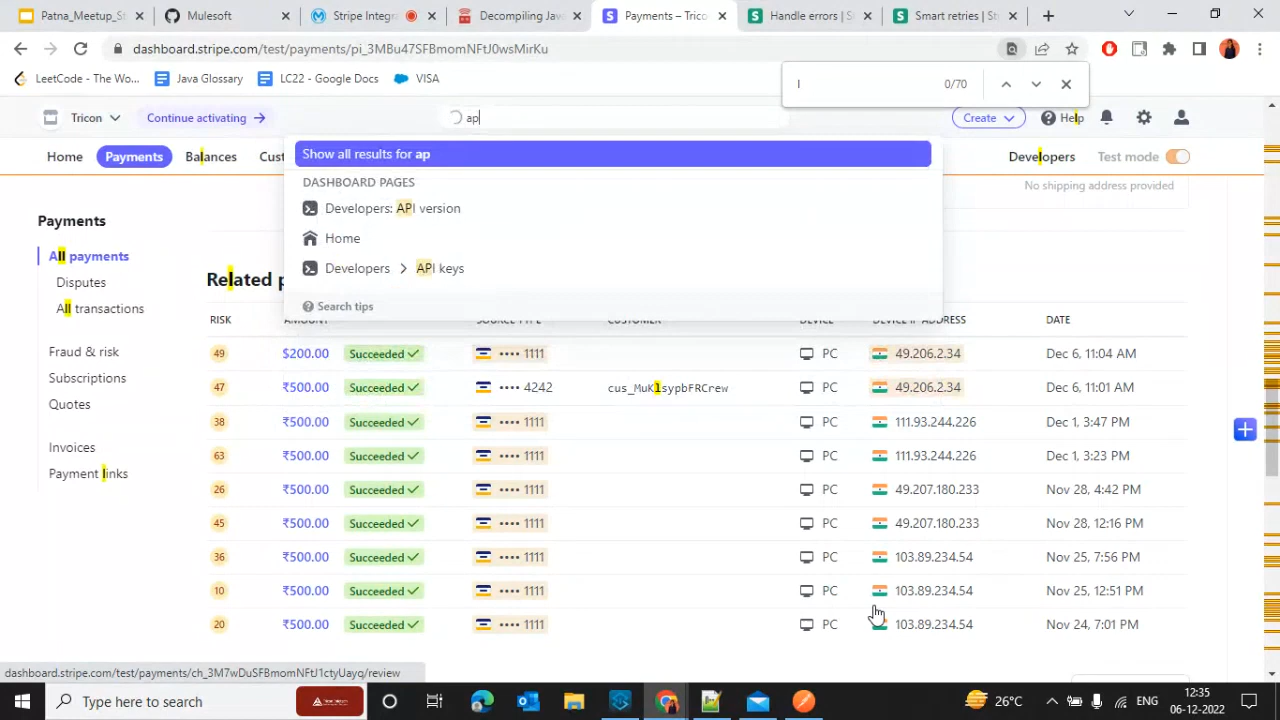 Patna_Meetup_St
Mulesoft
Stripe Integr
Decompiling Jav
Payments – Tric
Handle errors | S
Smart retries | St
dashboard.stripe.com/test/payments/pi_3MBu47SFBmomNFtJ0wsMirKu
LeetCode - The Wo...
Java Glossary
LC22 - Google Docs
VISA
l 0/70
Tricon
Continue activating →
ap
Create
Help
Home
Payments
Balances
Cust
Developers
Test mode
Show all results for ap
DASHBOARD PAGES
Developers: API version
Home
Developers > API keys
Search tips
No shipping address provided
Payments
All payments
Disputes
All transactions
Fraud & risk
Subscriptions
Quotes
Invoices
Payment links
Related p
RISK AMOUNT SOURCE TYPE CUSTOMER DEVICE DEVICE IP ADDRESS DATE
49 $200.00 Succeeded ✓ •••• 1111 PC 49.206.2.34 Dec 6, 11:04 AM
47 ₹500.00 Succeeded ✓ •••• 4242 cus_MuKlsypbFRCrew PC 49.206.2.34 Dec 6, 11:01 AM
38 ₹500.00 Succeeded ✓ •••• 1111 PC 111.93.244.226 Dec 1, 3:47 PM
63 ₹500.00 Succeeded ✓ •••• 1111 PC 111.93.244.226 Dec 1, 3:23 PM
26 ₹500.00 Succeeded ✓ •••• 1111 PC 49.207.180.233 Nov 28, 4:42 PM
45 ₹500.00 Succeeded ✓ •••• 1111 PC 49.207.180.233 Nov 28, 12:16 PM
36 ₹500.00 Succeeded ✓ •••• 1111 PC 103.89.234.54 Nov 25, 7:56 PM
10 ₹500.00 Succeeded ✓ •••• 1111 PC 103.89.234.54 Nov 25, 12:51 PM
20 ₹500.00 Succeeded ✓ •••• 1111 PC 103.89.234.54 Nov 24, 7:01 PM
dashboard.stripe.com/test/payments/ch_3M7wDuSFBmomNFtJ1ctyUayq/review
Type here to search
26°C
ENG
12:35
06-12-2022